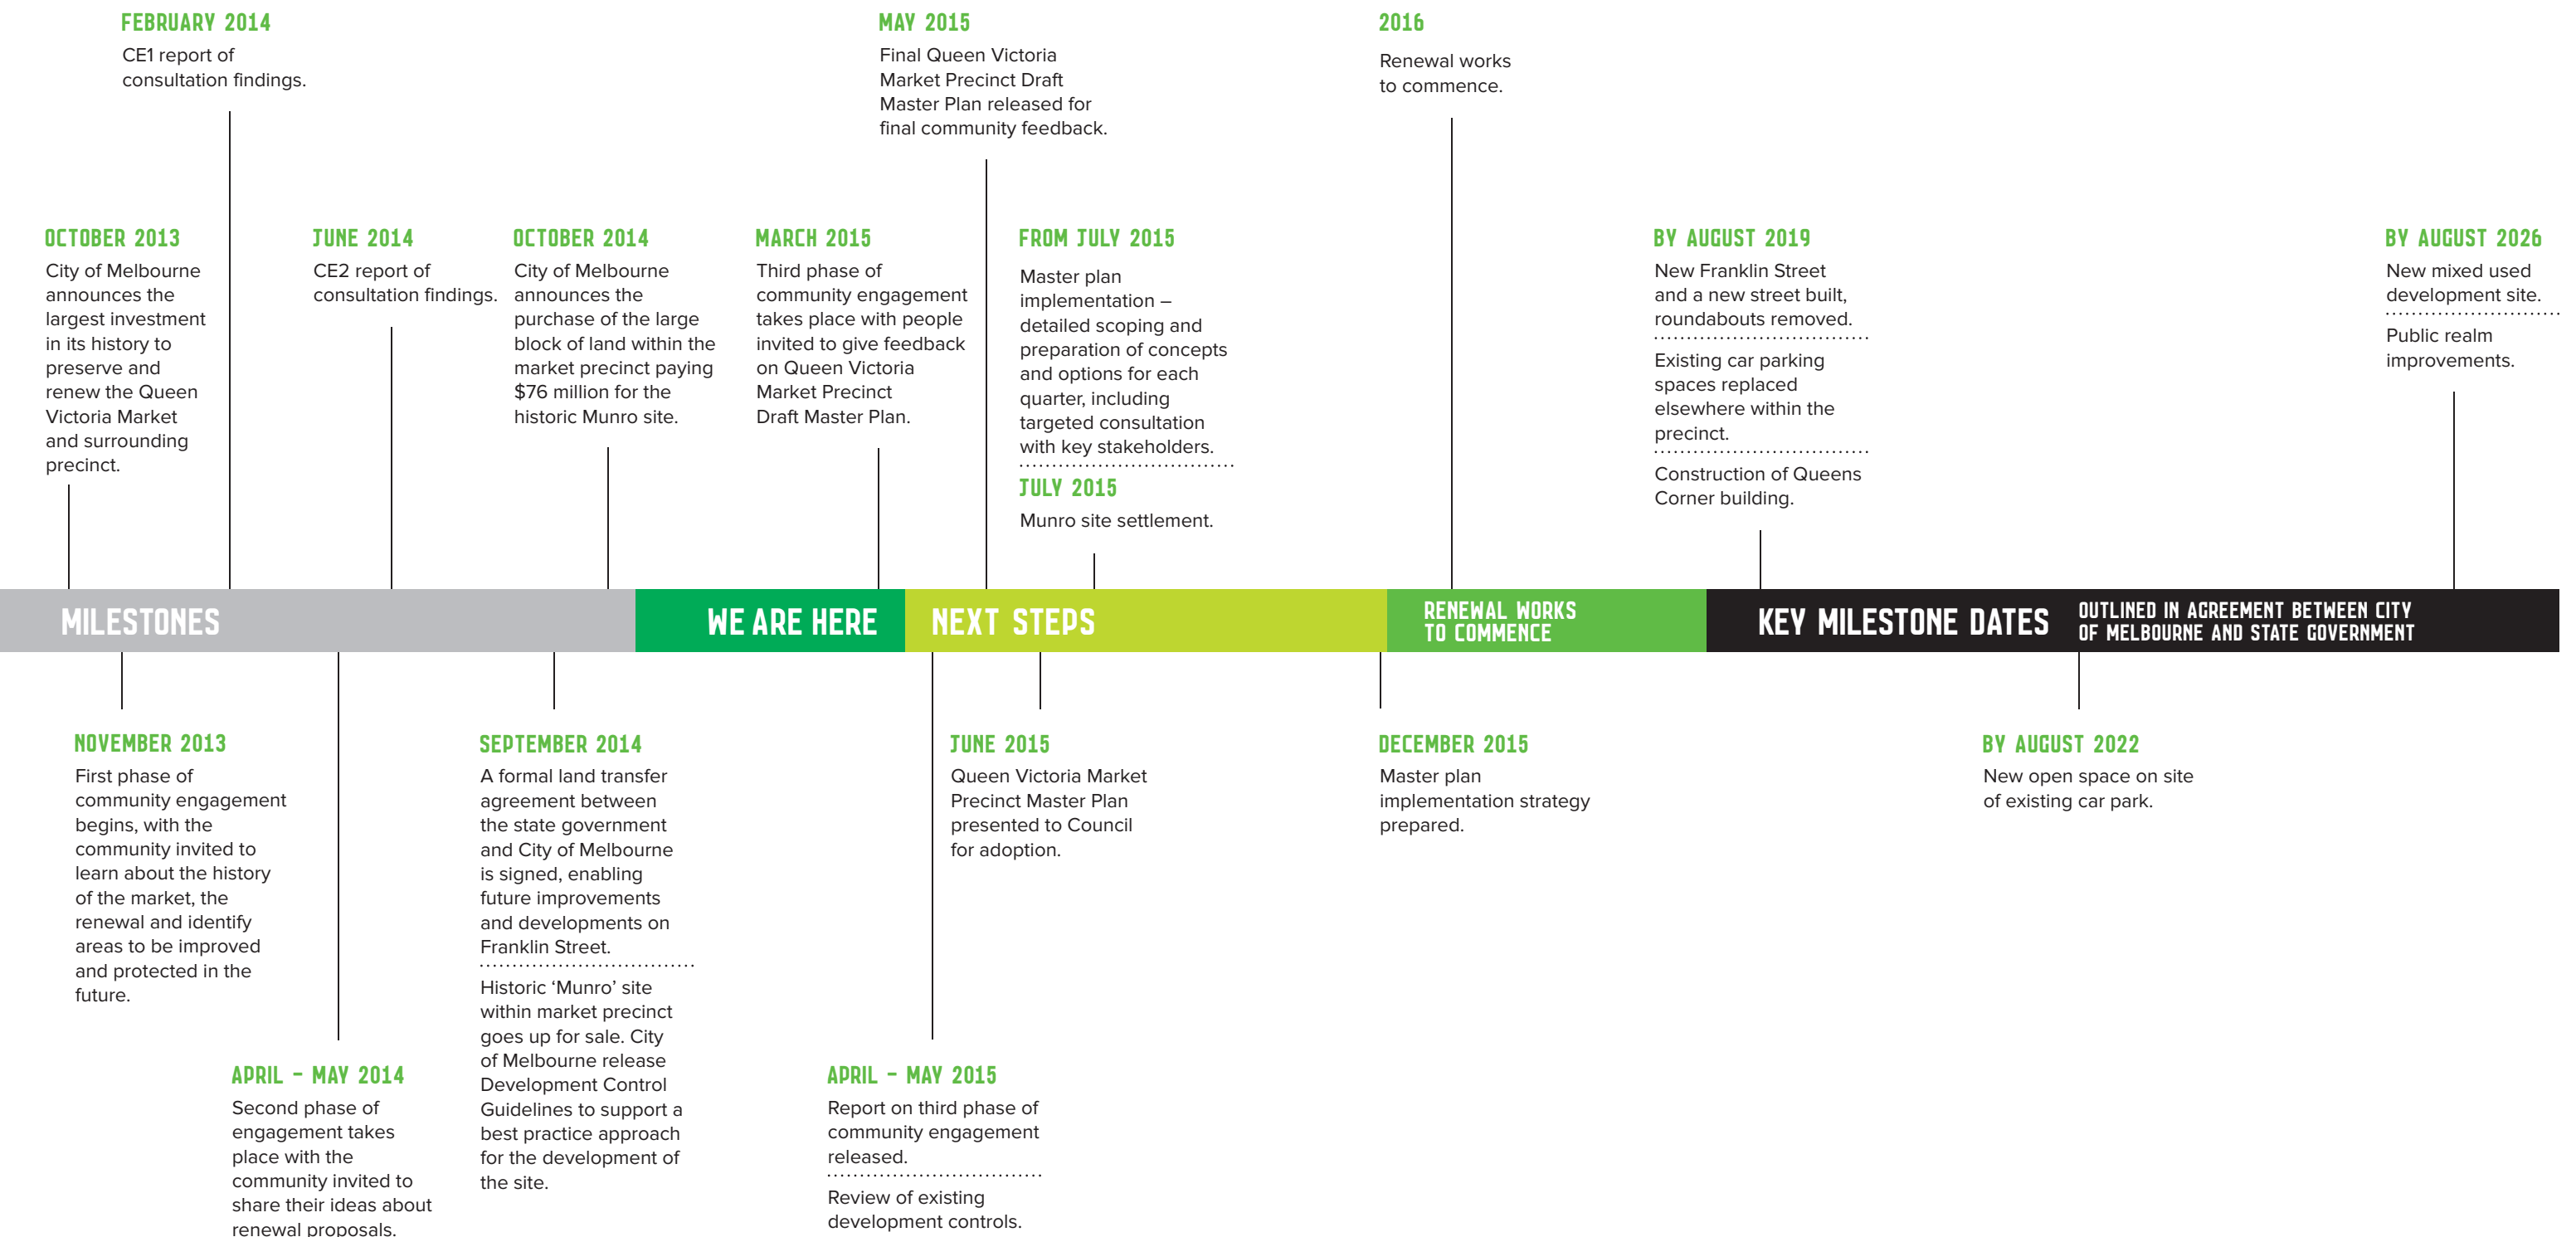 FEBRUARY 2014
CE1 report of
consultation findings.
MAY 2015
Final Queen Victoria
Market Precinct Draft
Master Plan released for
final community feedback.
2016
Renewal works
to commence.
OCTOBER 2013
City of Melbourne
announces the
largest investment
in its history to
preserve and
renew the Queen
Victoria Market
and surrounding
precinct.
JUNE 2014
CE2 report of
consultation findings.
OCTOBER 2014
City of Melbourne
announces the
purchase of the large
block of land within the
market precinct paying
$76 million for the
historic Munro site.
MARCH 2015
Third phase of
community engagement
takes place with people
invited to give feedback
on Queen Victoria
Market Precinct
Draft Master Plan.
FROM JULY 2015
Master plan
implementation –
detailed scoping and
preparation of concepts
and options for each
quarter, including
targeted consultation
with key stakeholders.
JULY 2015
Munro site settlement.
BY AUGUST 2019
New Franklin Street
and a new street built,
roundabouts removed.
Existing car parking
spaces replaced
elsewhere within the
precinct.
Construction of Queens
Corner building.
BY AUGUST 2026
New mixed used
development site.
Public realm
improvements.
MILESTONES
WE ARE HERE
NEXT STEPS
RENEWAL WORKS
TO COMMENCE
KEY MILESTONE DATES
OUTLINED IN AGREEMENT BETWEEN CITY
OF MELBOURNE AND STATE GOVERNMENT
NOVEMBER 2013
First phase of
community engagement
begins, with the
community invited to
learn about the history
of the market, the
renewal and identify
areas to be improved
and protected in the
future.
APRIL – MAY 2014
Second phase of
engagement takes
place with the
community invited to
share their ideas about
renewal proposals.
SEPTEMBER 2014
A formal land transfer
agreement between
the state government
and City of Melbourne
is signed, enabling
future improvements
and developments on
Franklin Street.
Historic ‘Munro’ site
within market precinct
goes up for sale. City
of Melbourne release
Development Control
Guidelines to support a
best practice approach
for the development of
the site.
APRIL – MAY 2015
Report on third phase of
community engagement
released.
Review of existing
development controls.
JUNE 2015
Queen Victoria Market
Precinct Master Plan
presented to Council
for adoption.
DECEMBER 2015
Master plan
implementation strategy
prepared.
BY AUGUST 2022
New open space on site
of existing car park.